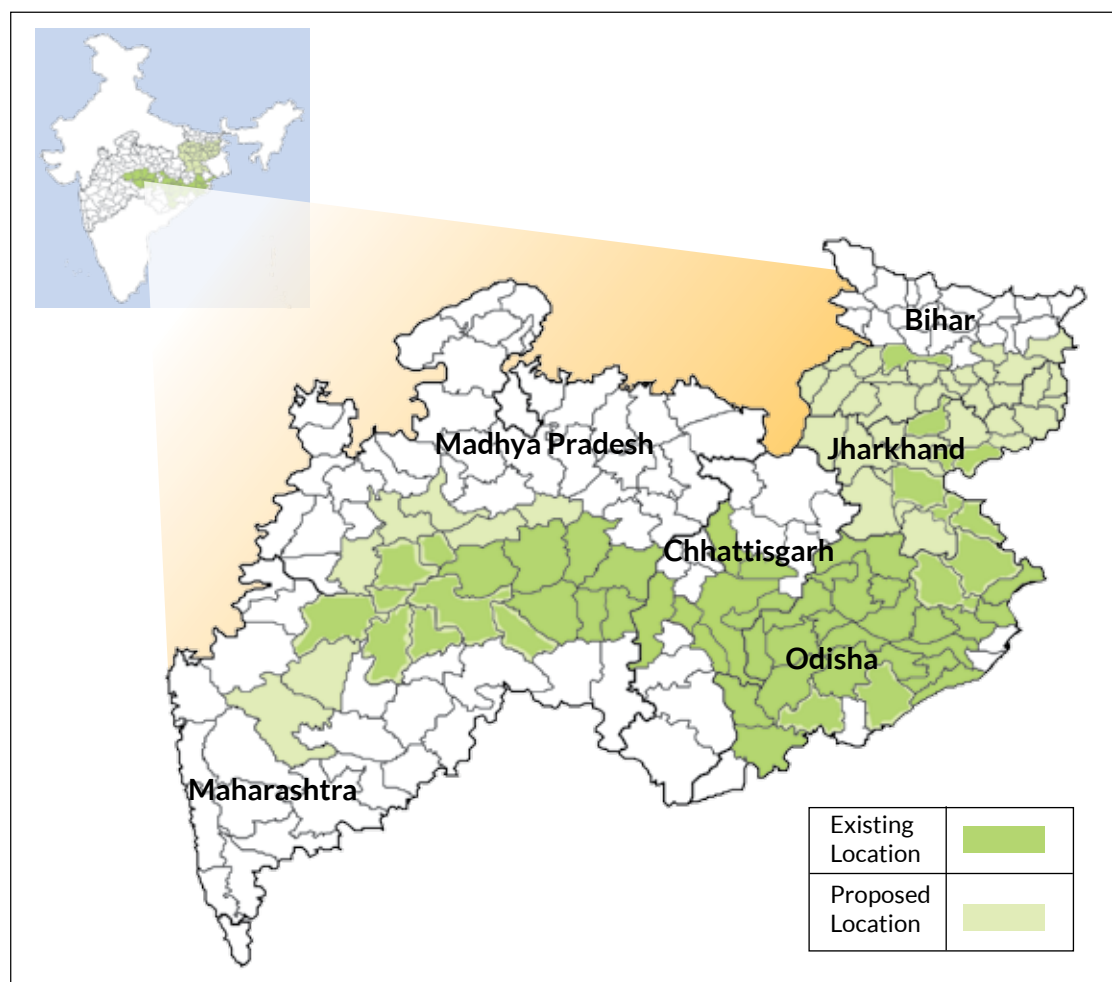 Bihar
Madhya Pradesh
Jharkhand
Chhattisgarh
Odisha
Maharashtra
Existing
Location
Proposed
Location